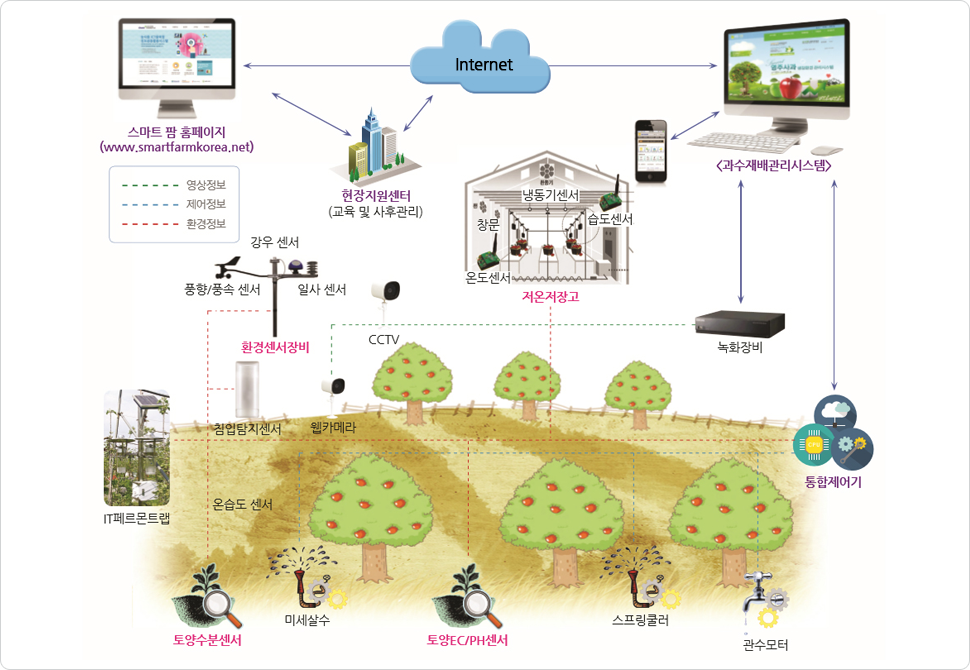 Internet
스마트 팜 홈페이지
(www.smartfarmkorea.net)
현장지원센터
(교육 및 사후관리)
<과수재배관리시스템>
영상정보
제어정보
환경정보
냉동기센서
창문
습도센서
온도센서
저온저장고
강우 센서
풍향/풍속 센서
일사 센서
환경센서장비
CCTV
녹화장비
침입탐지센서
웹카메라
통합제어기
IT페르몬트랩
온습도 센서
미세살수
스프링쿨러
토양수분센서
토양EC/PH센서
관수모터